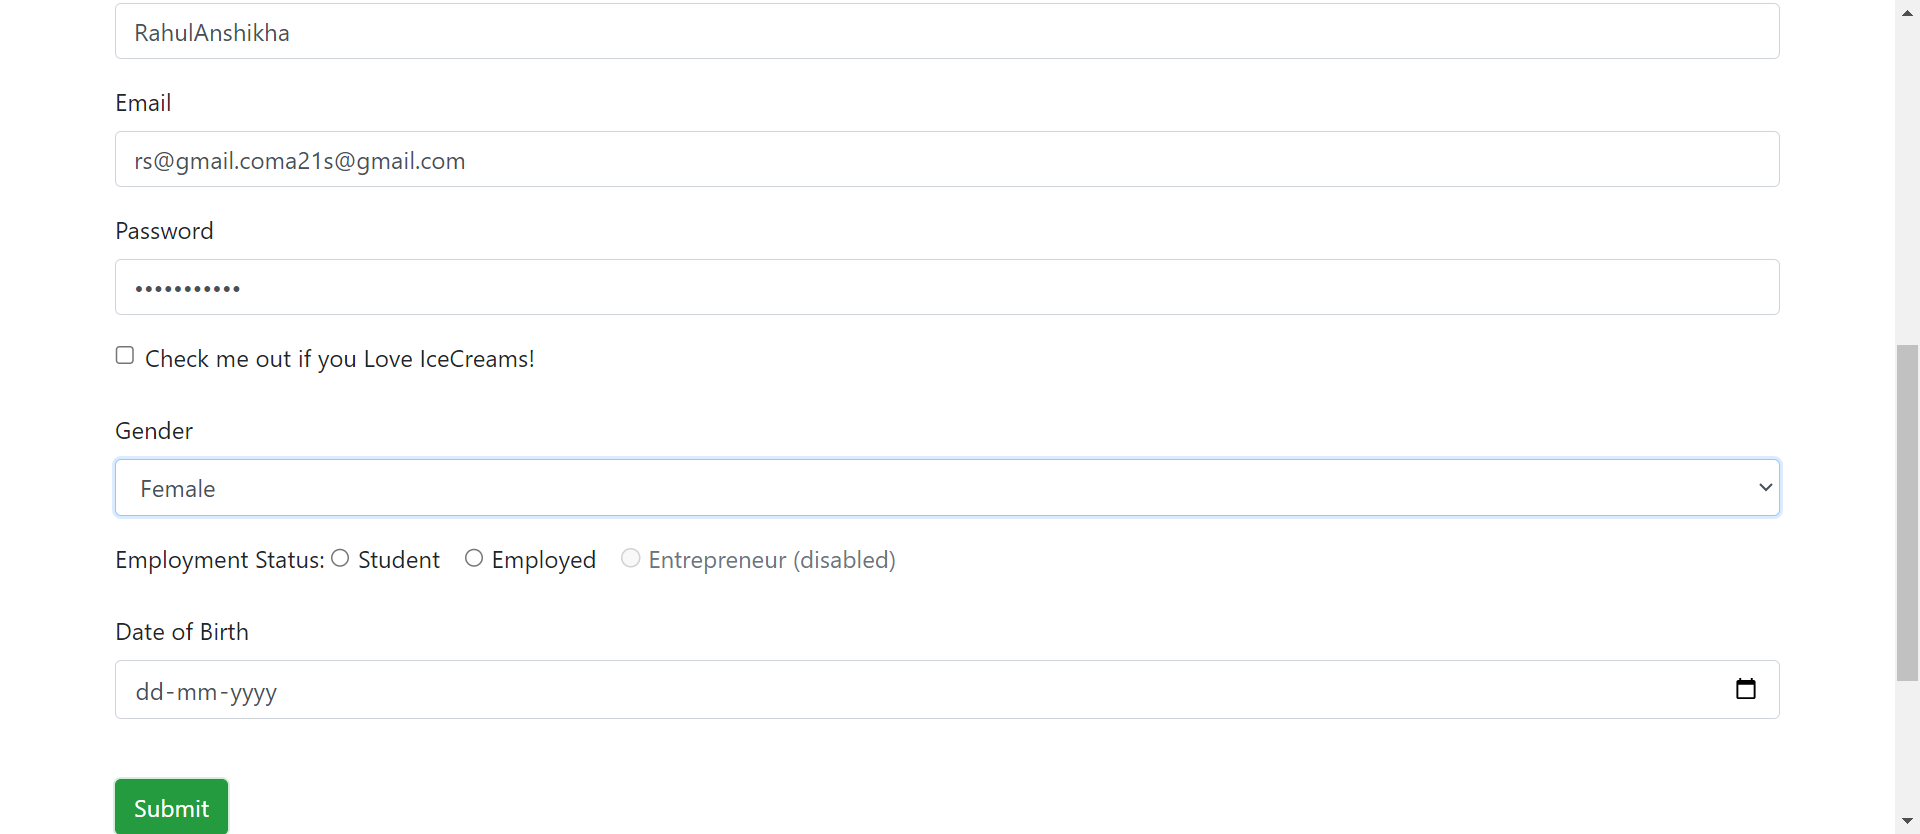 RahulAnshikha
Email
rs@gmail.coma21s@gmail.com
Password
•••••••••••
Check me out if you Love IceCreams!
Gender
Female
Employment Status: Student Employed Entrepreneur (disabled)
Date of Birth
dd-mm-yyyy
Submit